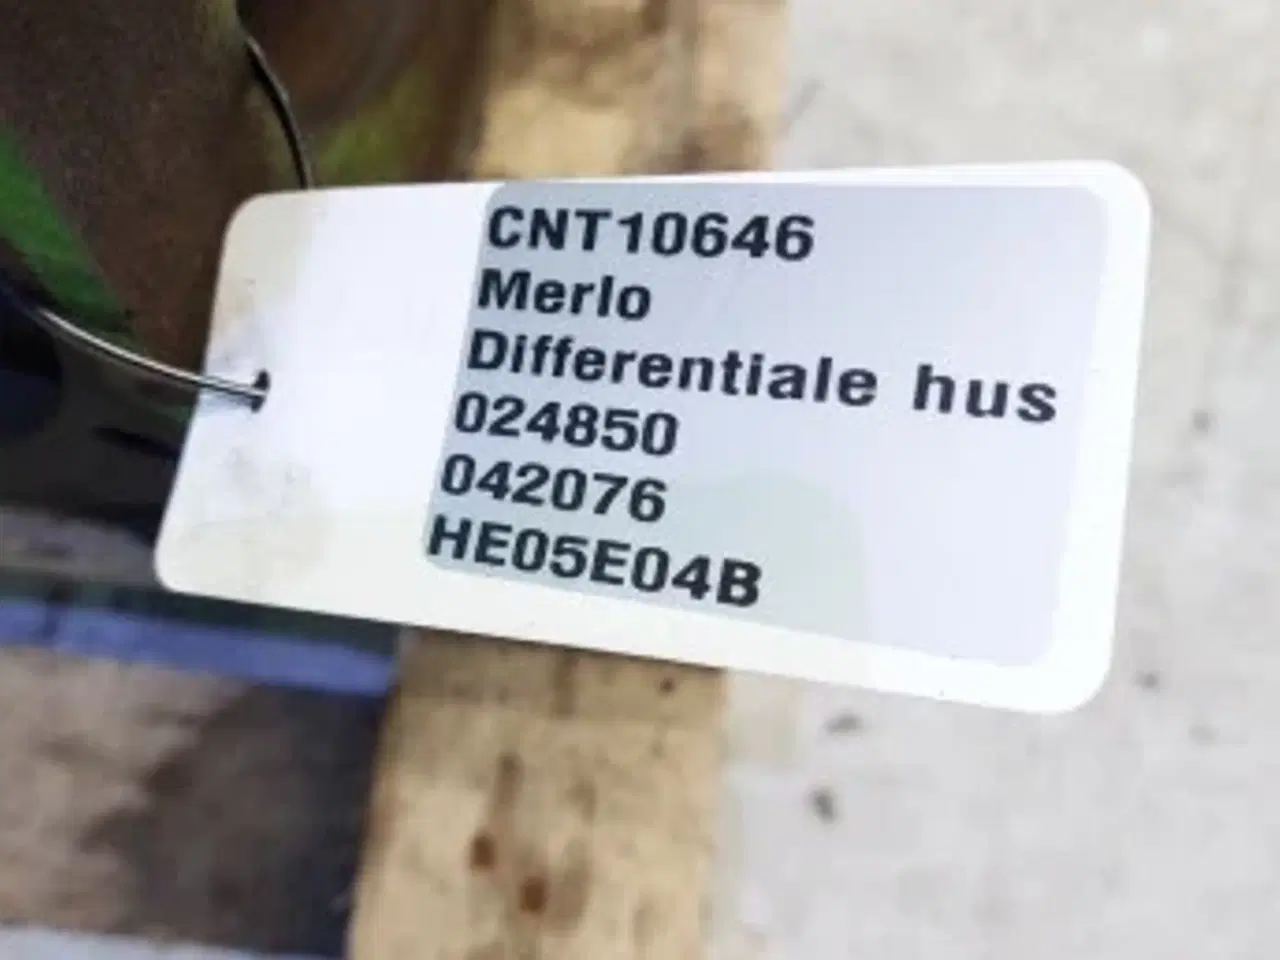 CNT10646
Merlo
Differentiale hus
024850
042076
HE05E04B